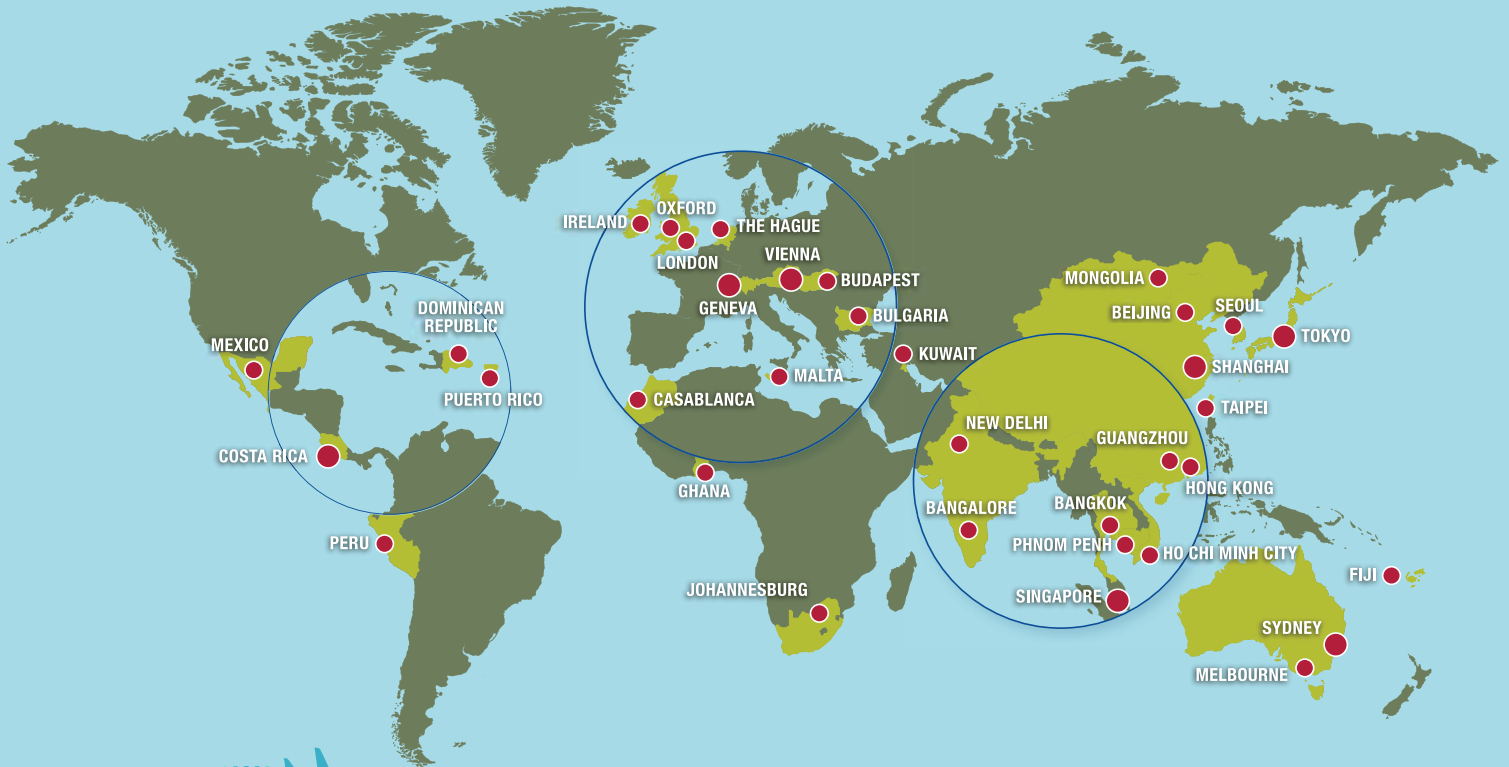 MEXICO
DOMINICAN
REPUBLIC
PUERTO RICO
COSTA RICA
PERU
IRELAND
OXFORD
LONDON
THE HAGUE
VIENNA
GENEVA
BUDAPEST
BULGARIA
MALTA
KUWAIT
CASABLANCA
GHANA
JOHANNESBURG
MONGOLIA
BEIJING
SEOUL
TOKYO
SHANGHAI
TAIPEI
NEW DELHI
GUANGZHOU
HONG KONG
BANGALORE
BANGKOK
PHNOM PENH
HO CHI MINH CITY
SINGAPORE
FIJI
SYDNEY
MELBOURNE